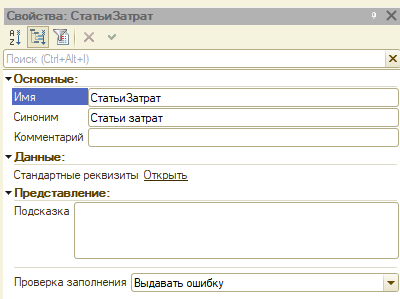 Свойства: СтатьиЗатрат
Поиск (Ctrl+Alt+I)
Основные:
Имя СтатьиЗатрат
Синоним Статьи затрат
Комментарий
Данные:
Стандартные реквизиты Открыть
Представление:
Подсказка
Проверка заполнения Выдавать ошибку